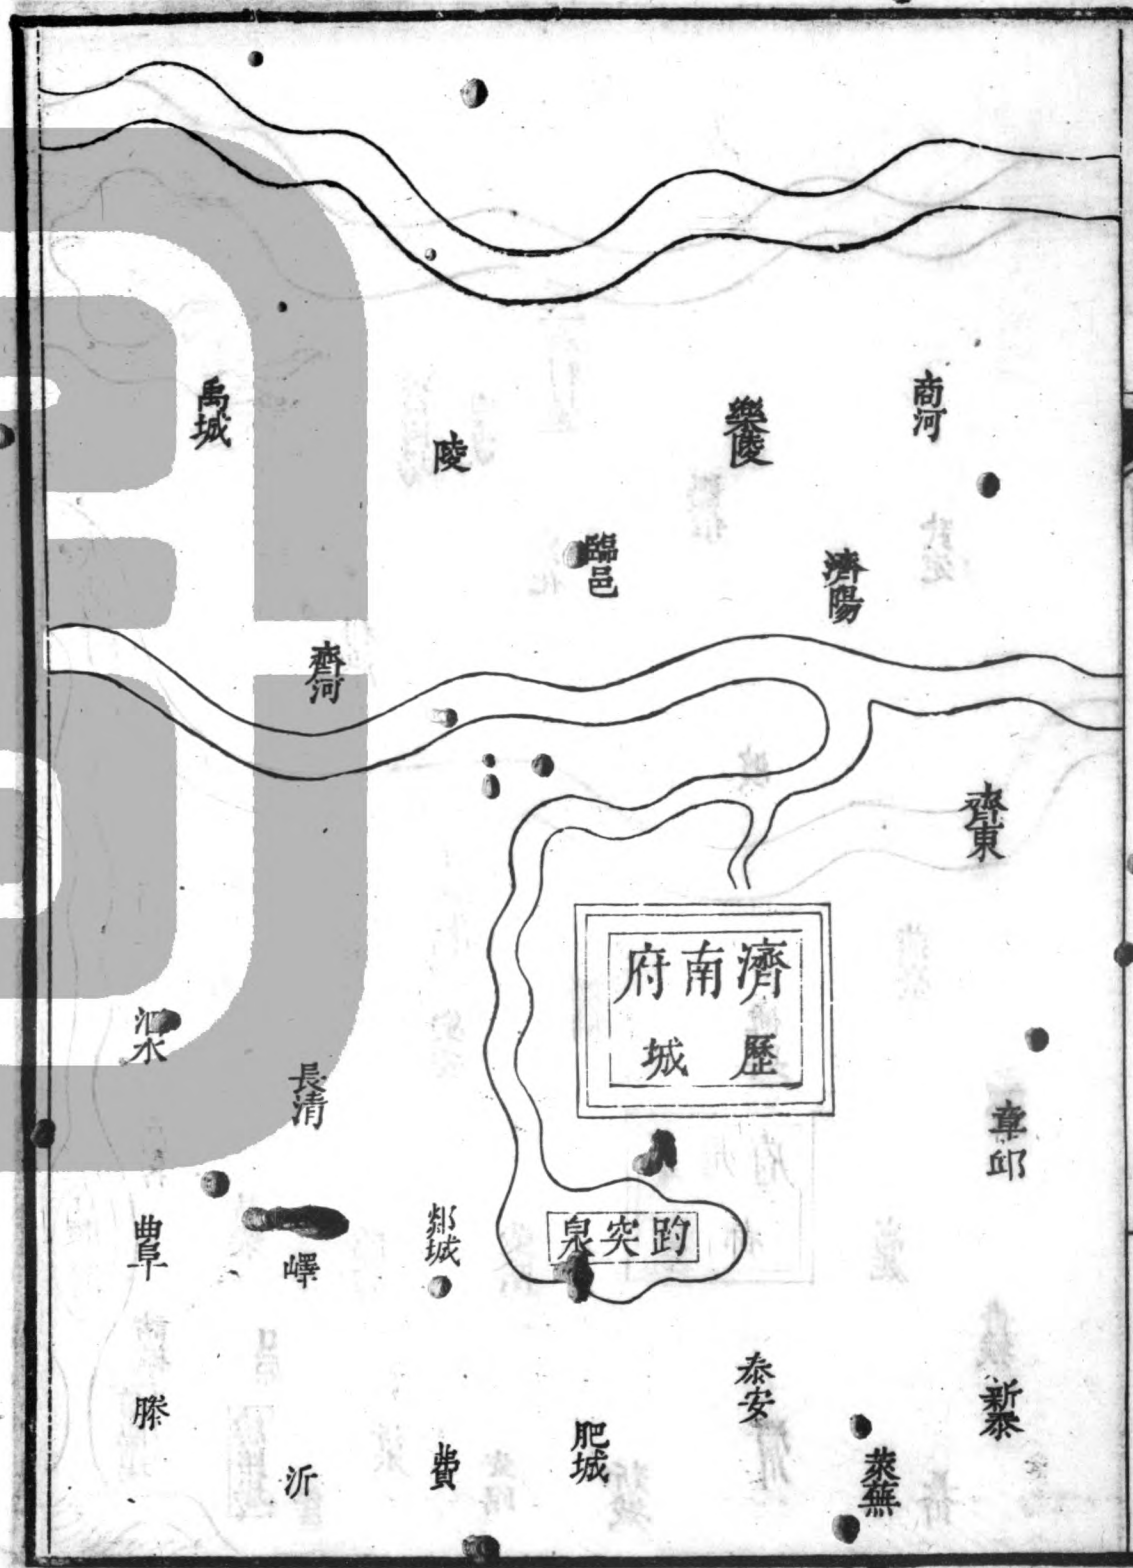 商河
樂陵
陵
禹城
濟陽
臨邑
齊河
齊東
濟南府
歷城
趵突泉
章邱
長清
泗水
郯城
嶧
曲阜
新泰
泰安
萊蕪
肥城
費
沂
滕